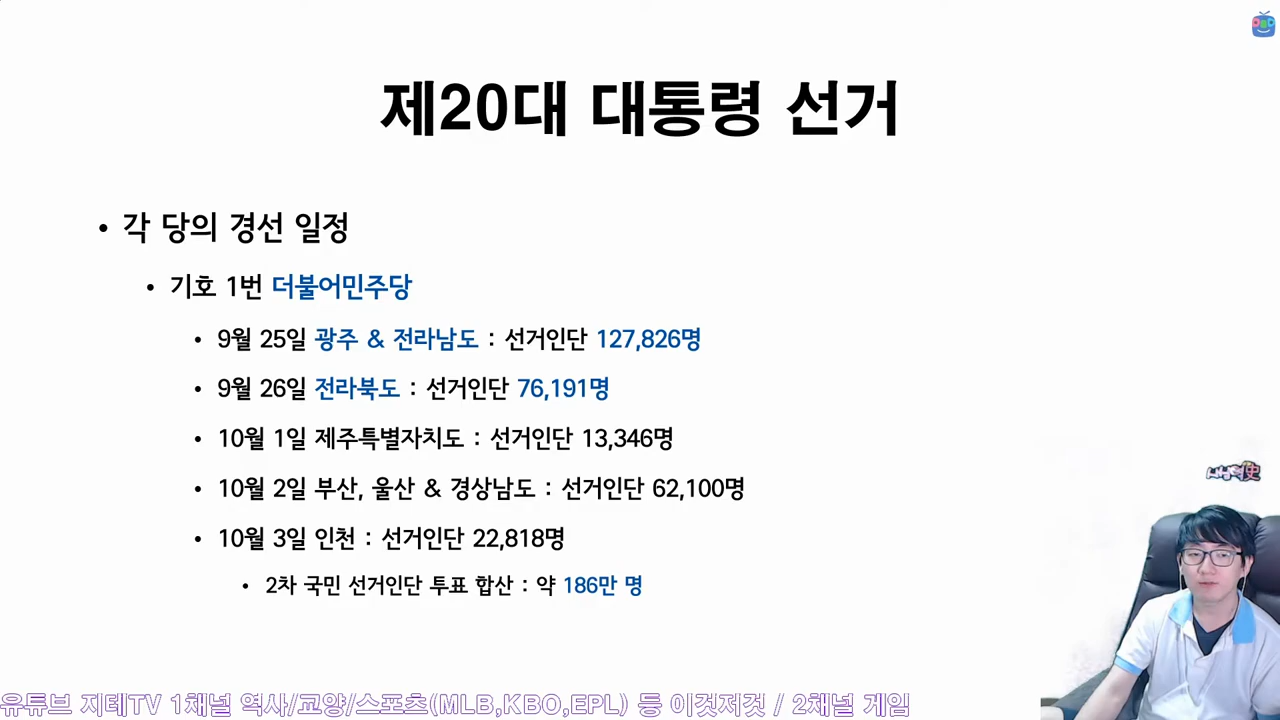 제20대 대통령 선거
• 각 당의 경선 일정
• 기호 1번 더불어민주당
• 9월 25일 광주 & 전라남도 : 선거인단 127,826명
• 9월 26일 전라북도 : 선거인단 76,191명
• 10월 1일 제주특별자치도 : 선거인단 13,346명
• 10월 2일 부산, 울산 & 경상남도 : 선거인단 62,100명
• 10월 3일 인천 : 선거인단 22,818명
• 2차 국민 선거인단 투표 합산 : 약 186만 명
유튜브 지테TV 1채널 역사/교양/스포츠(MLB,KBO,EPL) 등 이것저것 / 2채널 게임